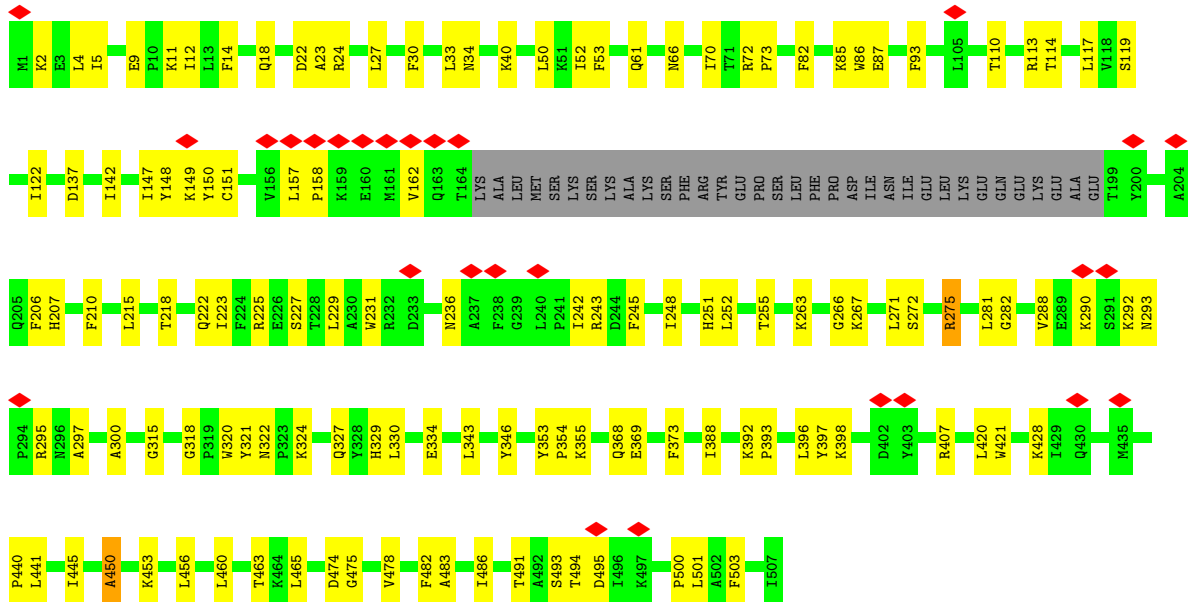 M1 K2 E3 L4 I5 E9 P10 K11 I12 L13 F14 Q18 D22 A23 R24 L27 F30 L33 N34 K40 L50 K51 I52 F53 Q61 N66 I70 T71 R72 P73 F82 K85 W86 E87 F93 L105 T110 R113 T114 L117 V118 S119
I122 D137 I142 I147 Y148 K149 Y150 C151 V156 L157 P158 K159 E160 M161 V162 Q163 T164 LYS ALA LEU MET SER LYS SER LYS ALA LYS SER PHE ARG TYR GLU PRO SER LEU PHE PRO ASP ILE ASN ILE GLU LEU LYS GLU GLN GLU LYS GLU ALA GLU T199 Y200 A204
Q205 F206 H207 F210 L215 T218 Q222 I223 F224 R225 E226 S227 T228 L229 A230 W231 R232 D233 N236 A237 F238 G239 L240 P241 I242 R243 D244 F245 I248 H251 L252 T255 K263 G266 K267 L271 S272 R275 L281 G282 V288 E289 K290 S291 K292 N293
P294 R295 N296 A297 A300 G315 G318 P319 W320 Y321 N322 P323 K324 Q327 Y328 H329 L330 E334 L343 Y346 Y353 P354 K355 Q368 E369 F373 I388 K392 P393 L396 Y397 K398 D402 Y403 R407 L420 W421 K428 I429 Q430 M435
P440 L441 I445 A450 K453 L456 L460 T463 K464 L465 D474 G475 V478 F482 A483 I486 T491 A492 S493 T494 D495 I496 K497 P500 L501 A502 F503 I507